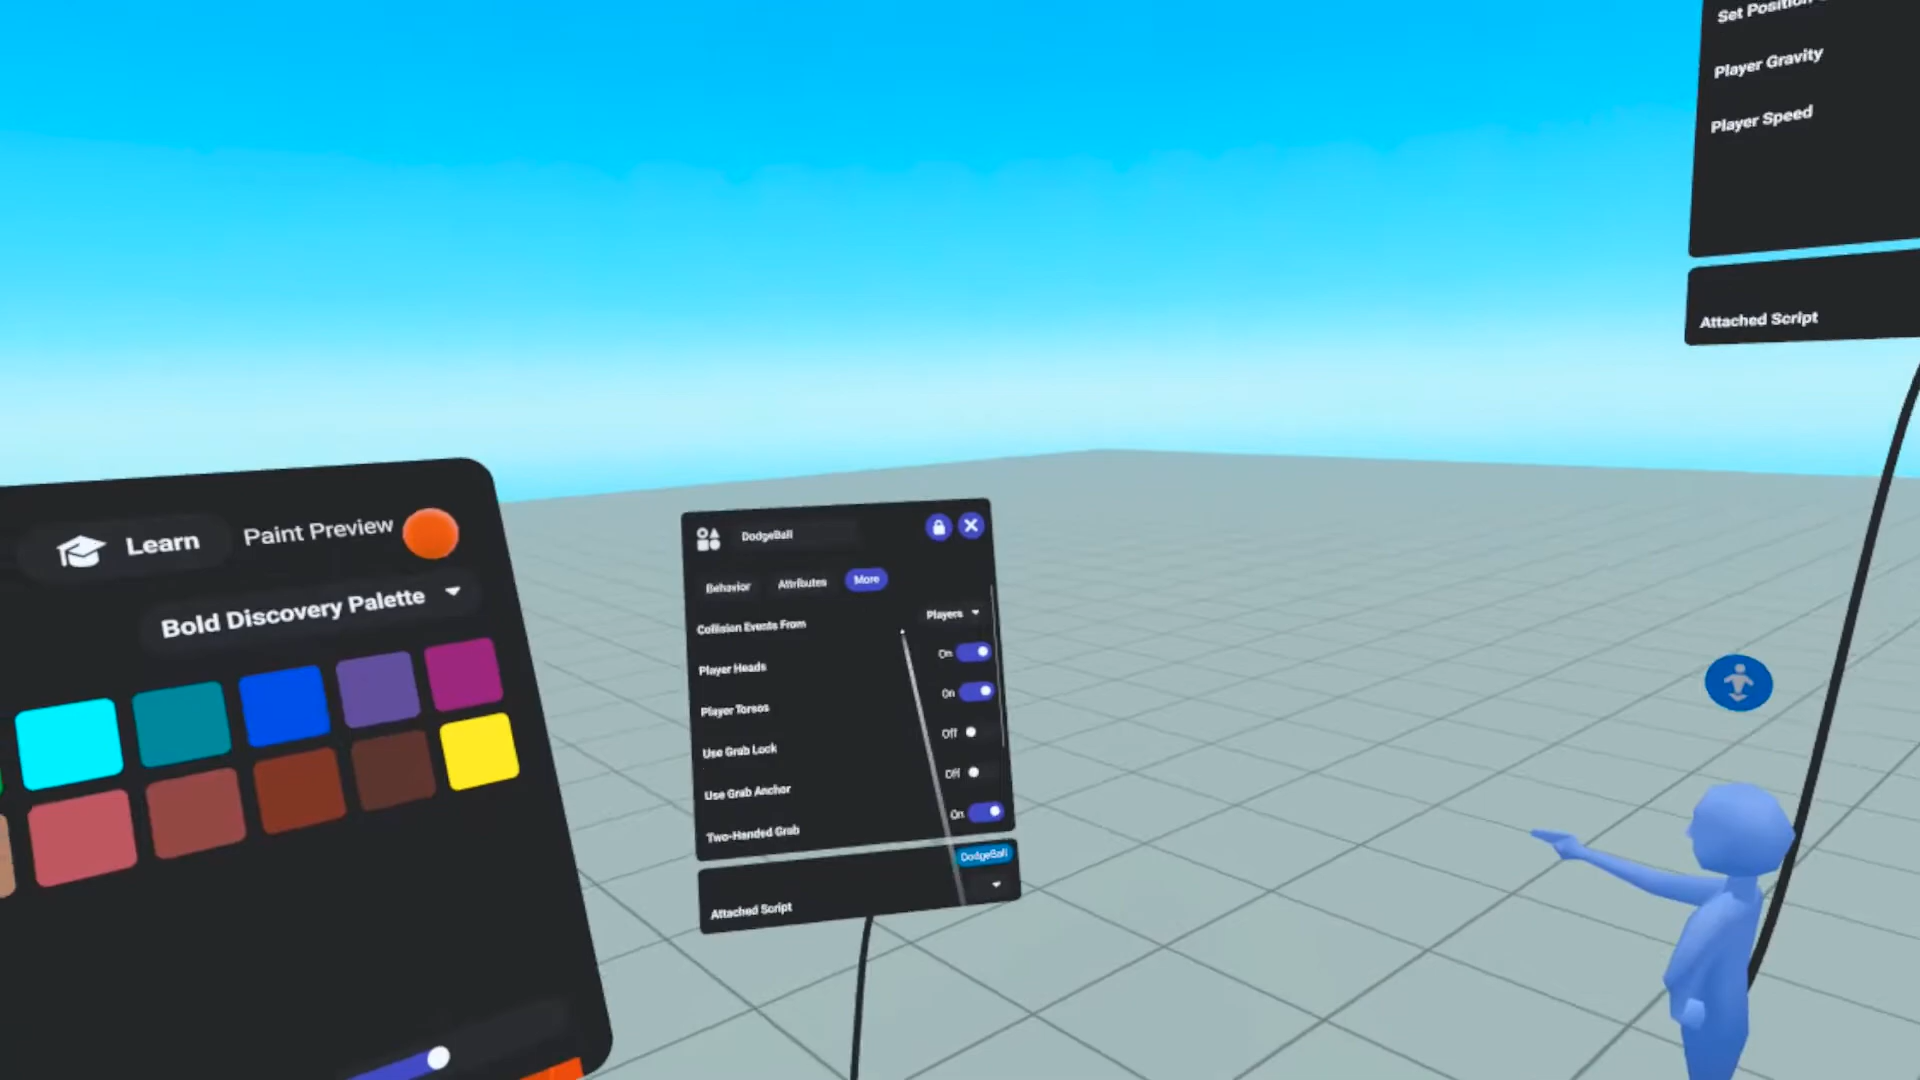 Set Position
Player Gravity
Player Speed
Attached Script
Learn
Paint Preview
Bold Discovery Palette
DodgeBall
Behavior
Attributes
More
Collision Events From
Players
Player Heads
On
Player Torsos
On
Use Grab Lock
Off
Use Grab Anchor
Off
Two-Handed Grab
On
Attached Script
DodgeBall